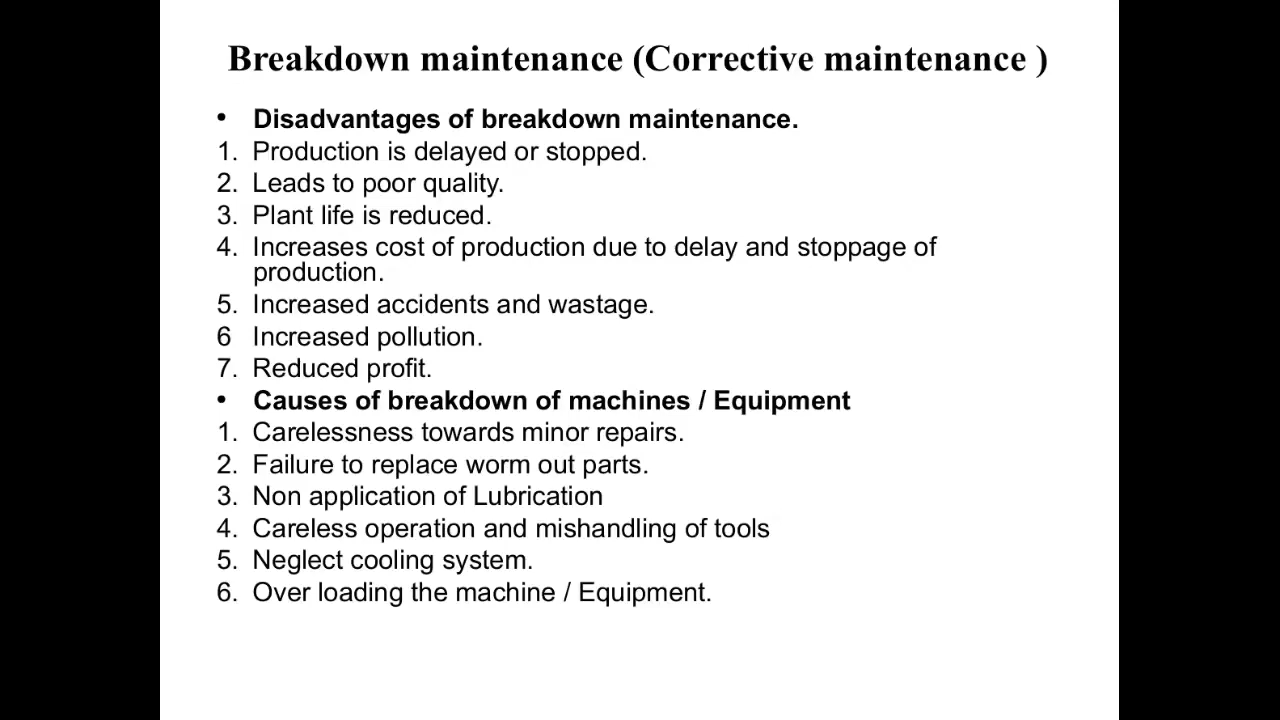 Breakdown maintenance (Corrective maintenance )
• Disadvantages of breakdown maintenance.
1. Production is delayed or stopped.
2. Leads to poor quality.
3. Plant life is reduced.
4. Increases cost of production due to delay and stoppage of
production.
5. Increased accidents and wastage.
6 Increased pollution.
7. Reduced profit.
• Causes of breakdown of machines / Equipment
1. Carelessness towards minor repairs.
2. Failure to replace worm out parts.
3. Non application of Lubrication
4. Careless operation and mishandling of tools
5. Neglect cooling system.
6. Over loading the machine / Equipment.